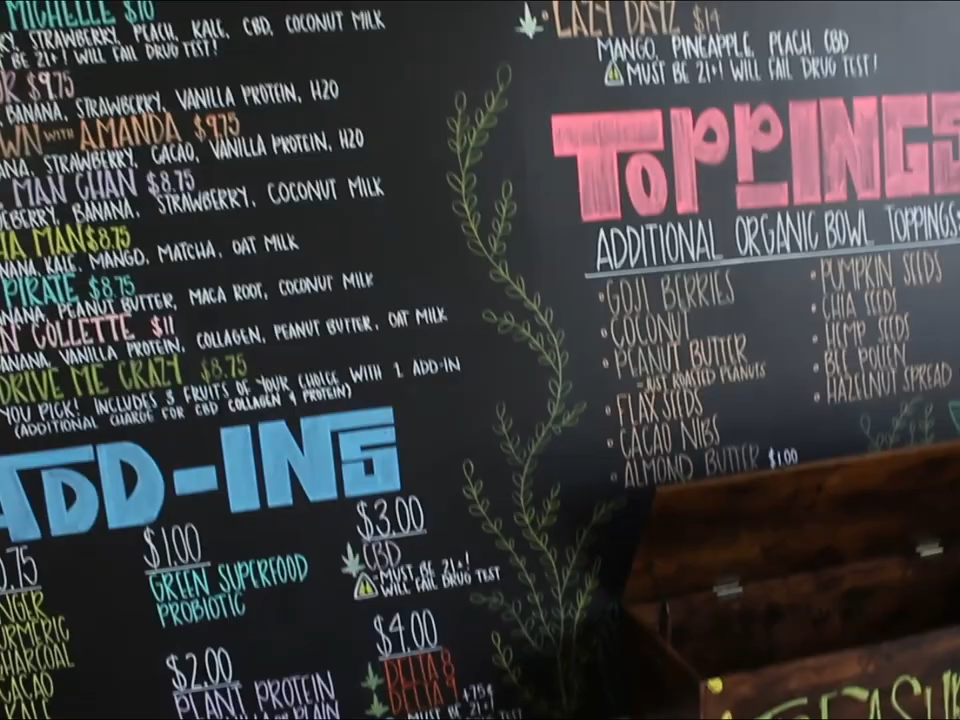 MICHELLE $10
STRAWBERRY, PEACH, KALE, CBD, COCONUT MILK
BE 21+! WILL FAIL DRUG TEST!
$9.75
BANANA, STRAWBERRY, VANILLA PROTEIN, H2O
WITH AMANDA $9.75
STRAWBERRY, CACAO, VANILLA PROTEIN, H2O
MAN CHAN $8.75
BANANA, STRAWBERRY, COCONUT MILK
MAN $8.75
KALE, MANGO, MATCHA, OAT MILK
PIRATE $8.75
PEANUT BUTTER, MACA ROOT, COCONUT MILK
COLLETTE $11
VANILLA PROTEIN, COLLAGEN, PEANUT BUTTER, OAT MILK
DRIVE ME CRAZY $8.75
YOU PICK! INCLUDES 3 FRUITS OF YOUR CHOICE WITH 1 ADD-IN
(ADDITIONAL CHARGE FOR CBD COLLAGEN & PROTEIN)
ADD-INS
$1.00
GREEN SUPERFOOD
PROBIOTIC
$2.00
PLANT PROTEIN
$3.00
CBD
MUST BE 21+!
WILL FAIL DRUG TEST
$4.00
DELTA 8
LAZY DAYZ $14
MANGO, PINEAPPLE, PEACH, CBD
MUST BE 21+! WILL FAIL DRUG TEST!
TOPPINGS
ADDITIONAL ORGANIC BOWL TOPPINGS:
• GOJI BERRIES
• COCONUT
• PEANUT BUTTER
- JUST ROASTED PEANUTS
• FLAX SEEDS
• CACAO NIBS
• ALMOND BUTTER $1.00
• PUMPKIN SEEDS
• CHIA SEEDS
• HEMP SEEDS
• BEE POLLEN
• HAZELNUT SPREAD